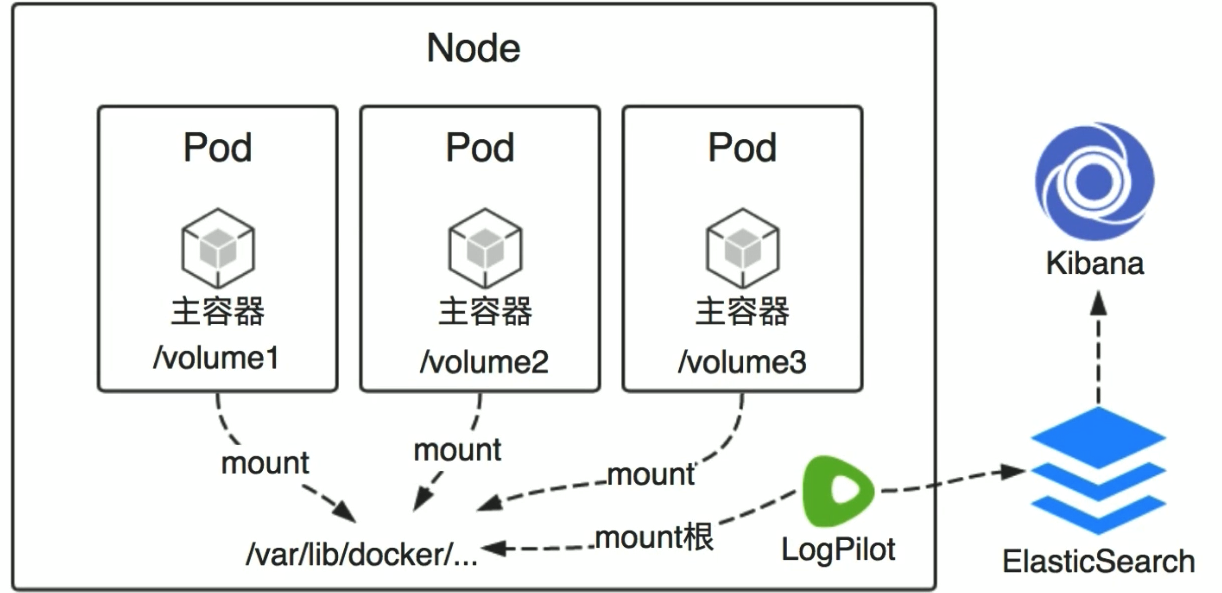 Node
Pod
主容器
/volume1
Pod
主容器
/volume2
Pod
主容器
/volume3
mount
mount
mount
mount根
/var/lib/docker/...
LogPilot
Kibana
ElasticSearch